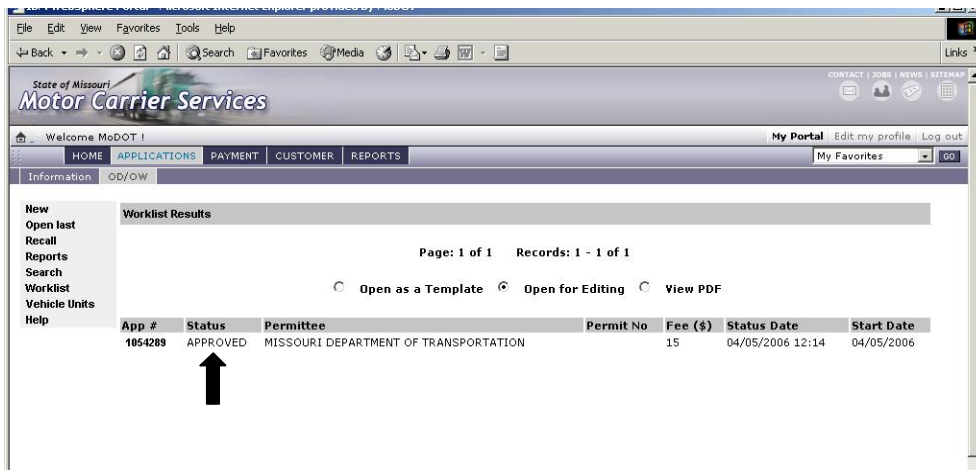 File Edit View Favorites Tools Help
Back Search Favorites Media Links
State of Missouri
Motor Carrier Services
CONTACT | JOBS | NEWS | SITEMAP
Welcome MoDOT ! My Portal Edit my profile Log out
HOME APPLICATIONS PAYMENT CUSTOMER REPORTS My Favorites GO
Information OD/OW
New
Open last
Recall
Reports
Search
Worklist
Vehicle Units
Help
Worklist Results
Page: 1 of 1 Records: 1 - 1 of 1
Open as a Template Open for Editing View PDF
App # Status Permittee Permit No Fee ($) Status Date Start Date
1054289 APPROVED MISSOURI DEPARTMENT OF TRANSPORTATION 15 04/05/2006 12:14 04/05/2006